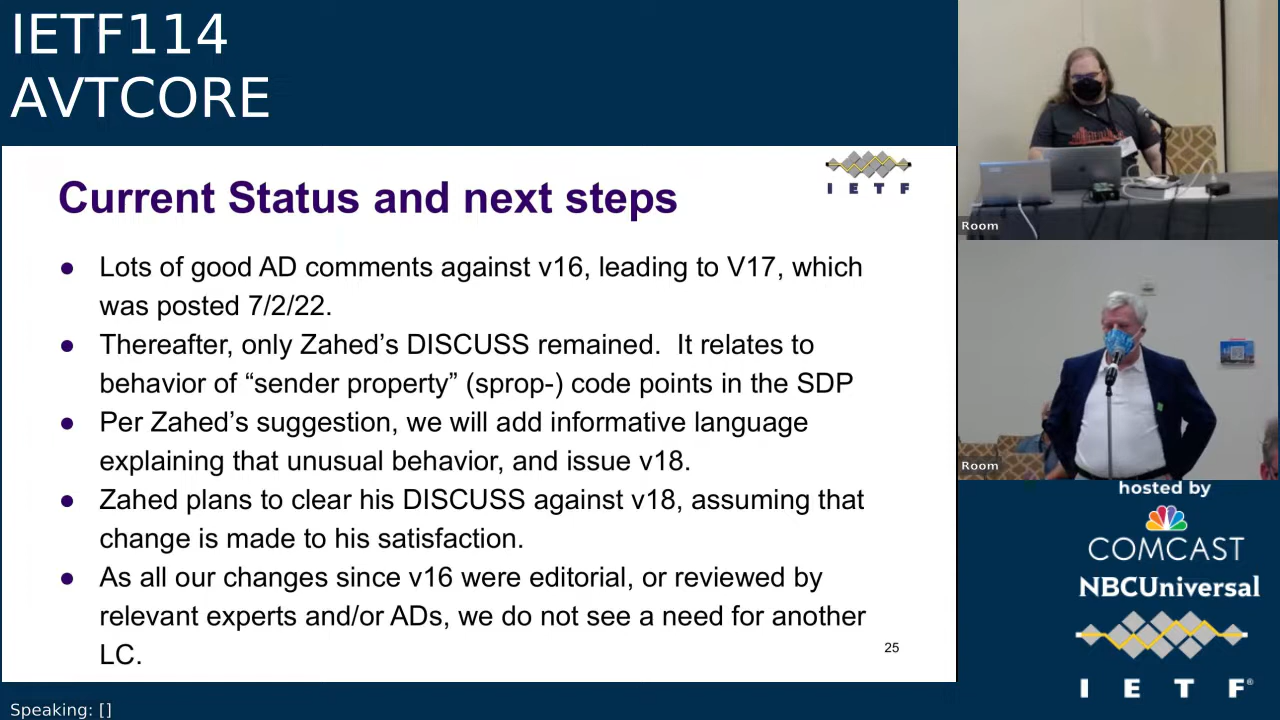 IETF114
AVTCORE
I E T F
Current Status and next steps
● Lots of good AD comments against v16, leading to V17, which
was posted 7/2/22.
● Thereafter, only Zahed’s DISCUSS remained.  It relates to
behavior of “sender property” (sprop-) code points in the SDP
● Per Zahed’s suggestion, we will add informative language
explaining that unusual behavior, and issue v18.
● Zahed plans to clear his DISCUSS against v18, assuming that
change is made to his satisfaction.
● As all our changes since v16 were editorial, or reviewed by
relevant experts and/or ADs, we do not see a need for another
LC.
25
Room
Room
hosted by
COMCAST
NBCUniversal
I E T F®
Speaking: []